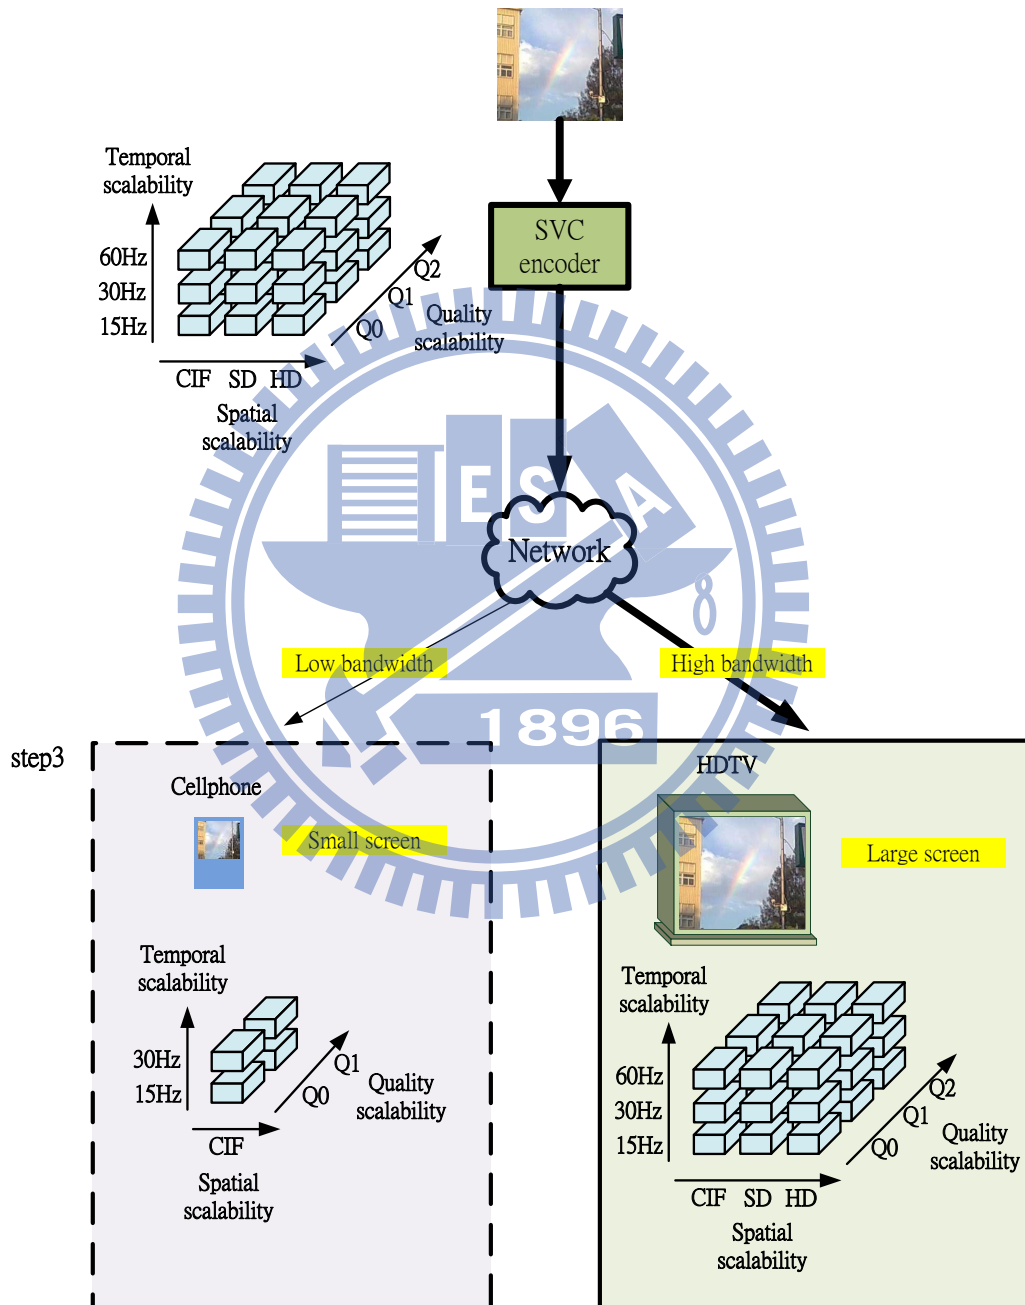 Temporal
scalability
60Hz
30Hz
15Hz
CIF SD HD
Spatial
scalability
Q0
Q1
Q2
Quality
scalability
SVC
encoder
E S A
Network
8
Low bandwidth
High bandwidth
1896
step3
Cellphone
Small screen
Temporal
scalability
30Hz
15Hz
CIF
Spatial
scalability
Q0
Q1
Quality
scalability
HDTV
Large screen
Temporal
scalability
60Hz
30Hz
15Hz
CIF SD HD
Spatial
scalability
Q0
Q1
Q2
Quality
scalability